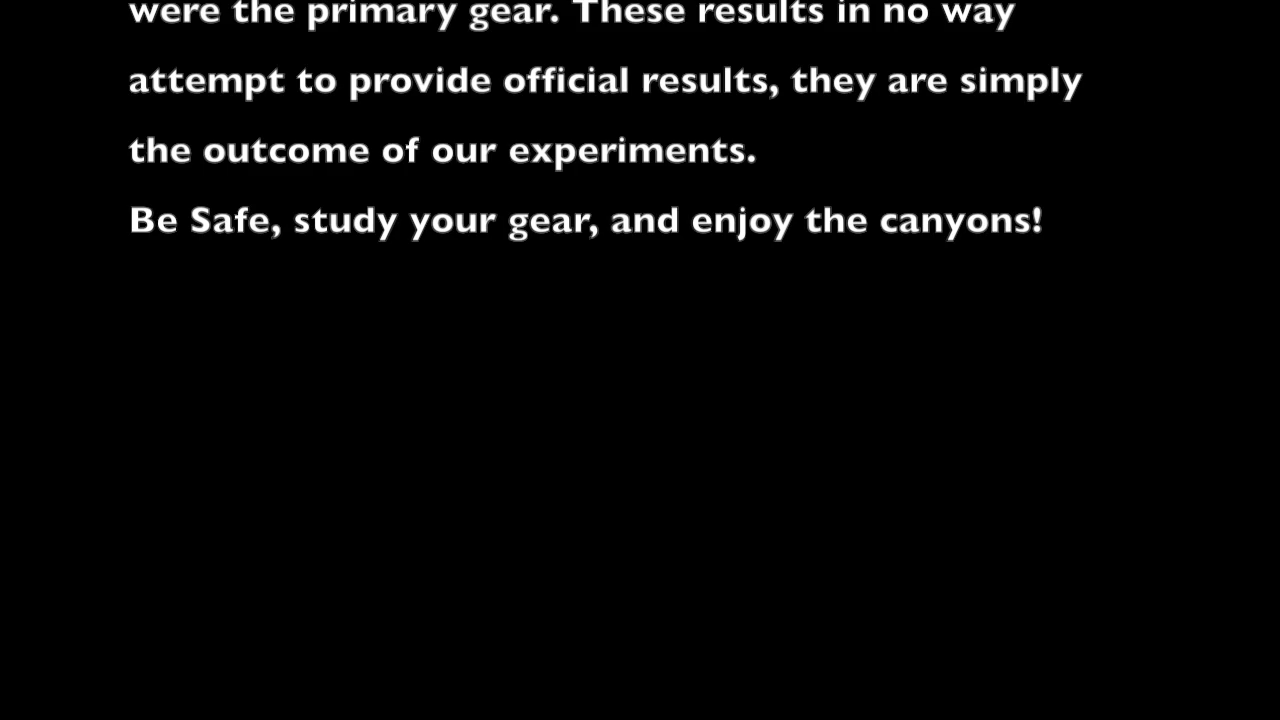 were the primary gear. These results in no way
attempt to provide official results, they are simply
the outcome of our experiments.
Be Safe, study your gear, and enjoy the canyons!